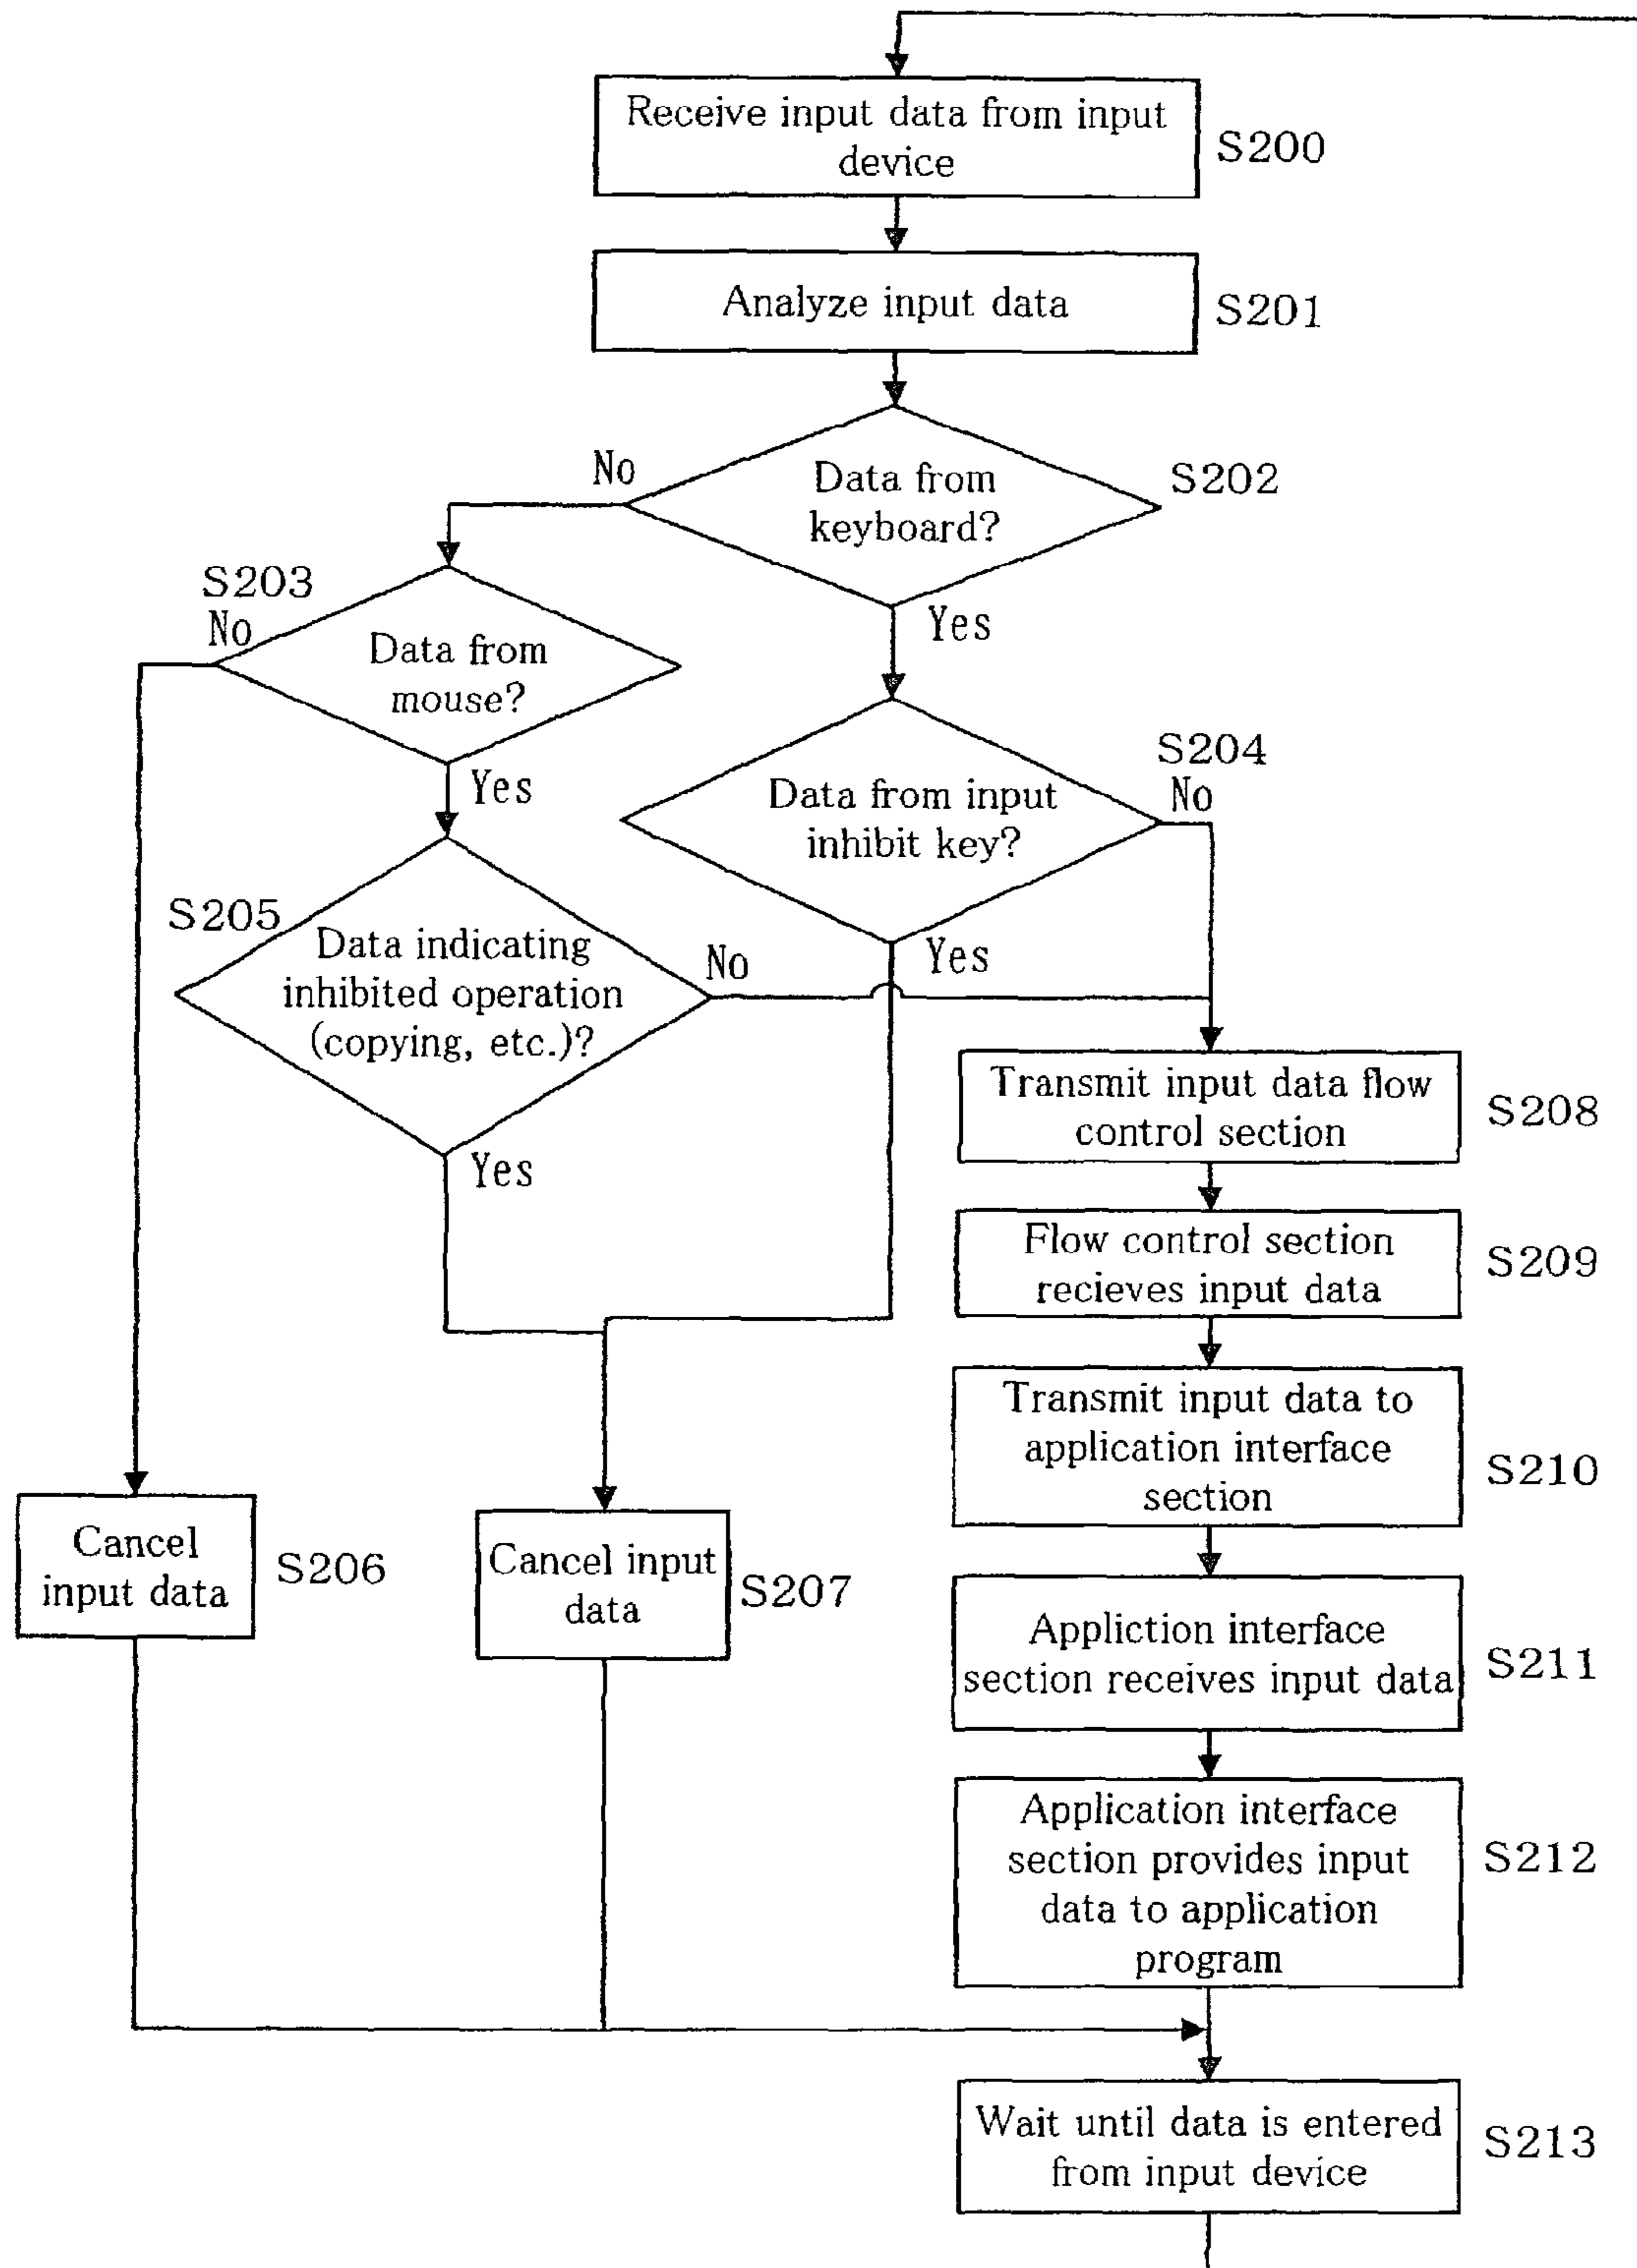 Receive input data from input
device
S200
Analyze input data
S201
No
Data from
keyboard?
S202
Yes
S203
No
Data from
mouse?
Yes
S204
No
Data from input
inhibit key?
Yes
S205
Data indicating
inhibited operation
(copying, etc.)?
No
Yes
Transmit input data flow
control section
S208
Flow control section
recieves input data
S209
Transmit input data to
application interface
section
S210
Cancel
input data
S206
Cancel input
data
S207
Appliction interface
section receives input data
S211
Application interface
section provides input
data to application
program
S212
Wait until data is entered
from input device
S213